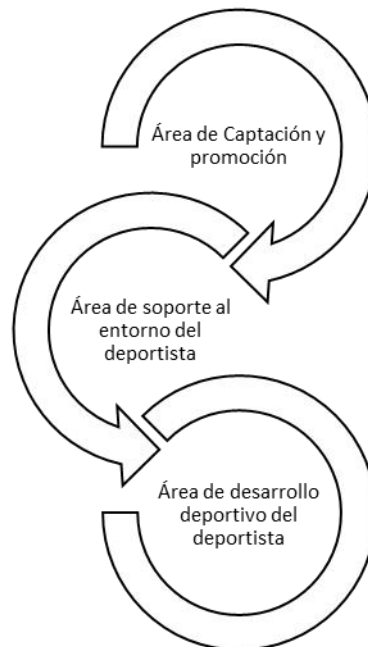 Área de Captación y
promoción
Área de soporte al
entorno del
deportista
Área de desarrollo
deportivo del
deportista